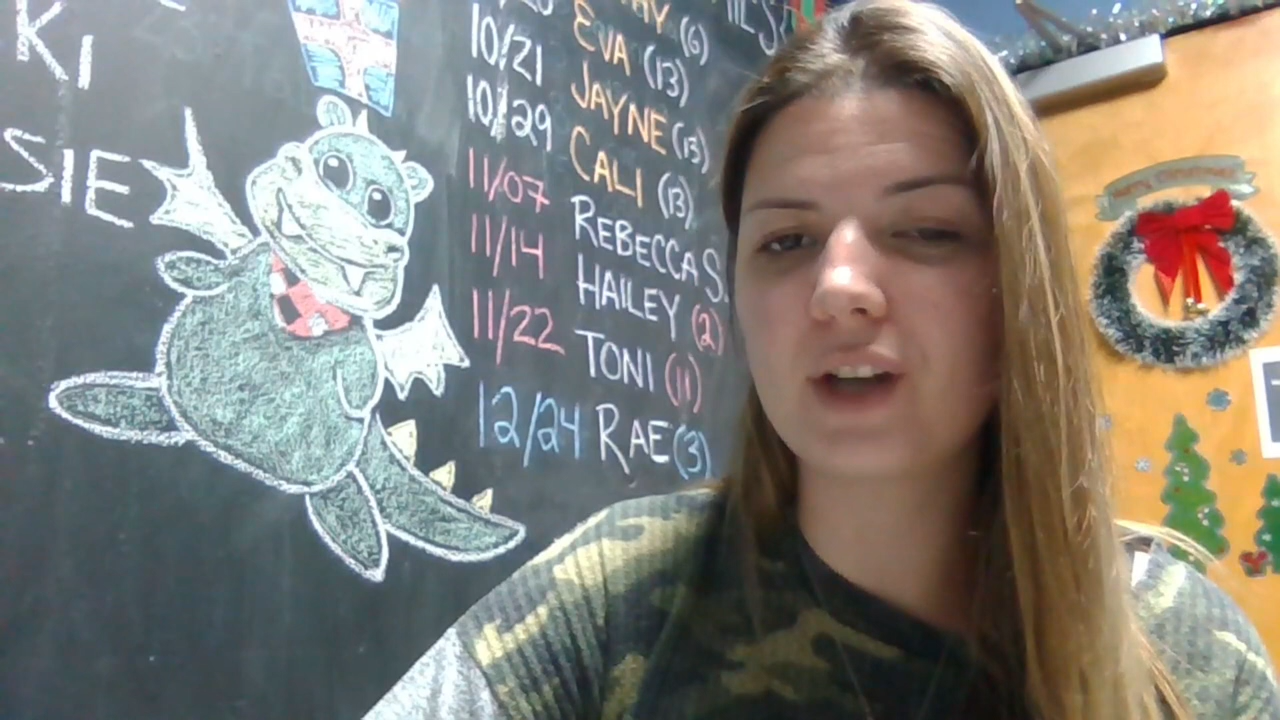 KI
SIE
10/21 EVA (13)
10/29 JAYNE (13)
11/07 CALI (13)
11/14 REBECCA S.
11/22 HAILEY (2)
TONI (11)
12/24 RAE (3)
(6)